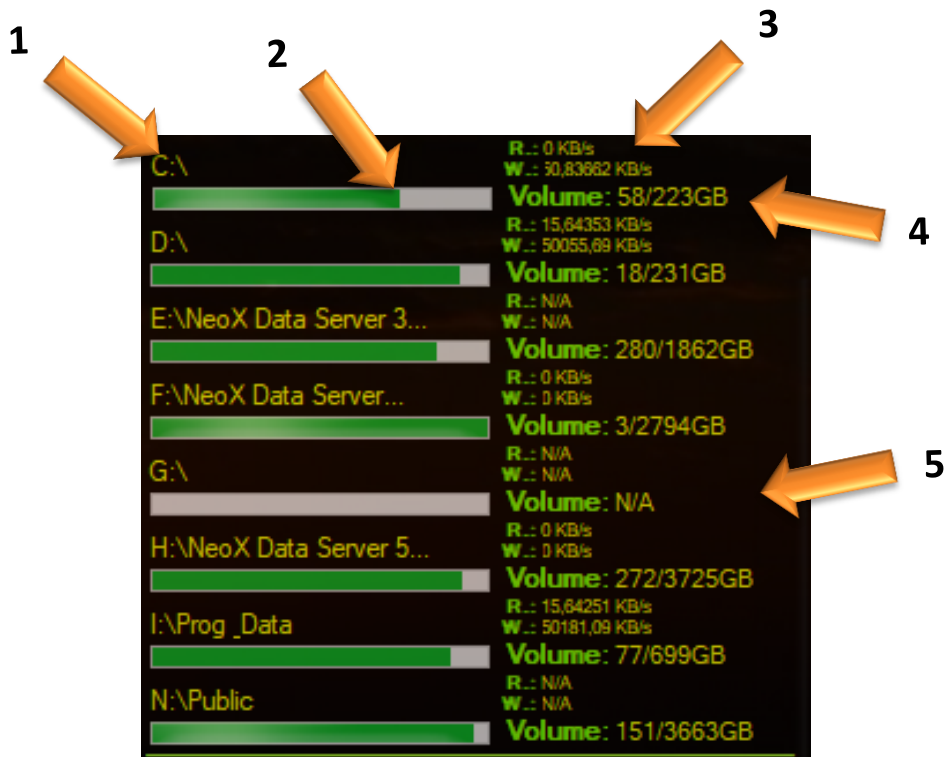 1
2
3
C:\
R..: 0 KB/s
W..: 50,83662 KB/s
Volume: 58/223GB
4
D:\
R..: 15,64353 KB/s
W..: 50055,69 KB/s
Volume: 18/231GB
E:\NeoX Data Server 3...
R..: N/A
W..: N/A
Volume: 280/1862GB
F:\NeoX Data Server...
R..: 0 KB/s
W..: 0 KB/s
Volume: 3/2794GB
5
G:\
R..: N/A
W..: N/A
Volume: N/A
H:\NeoX Data Server 5...
R..: 0 KB/s
W..: 0 KB/s
Volume: 272/3725GB
I:\Prog _Data
R..: 15,64251 KB/s
W..: 50181,09 KB/s
Volume: 77/699GB
N:\Public
R..: N/A
W..: N/A
Volume: 151/3663GB